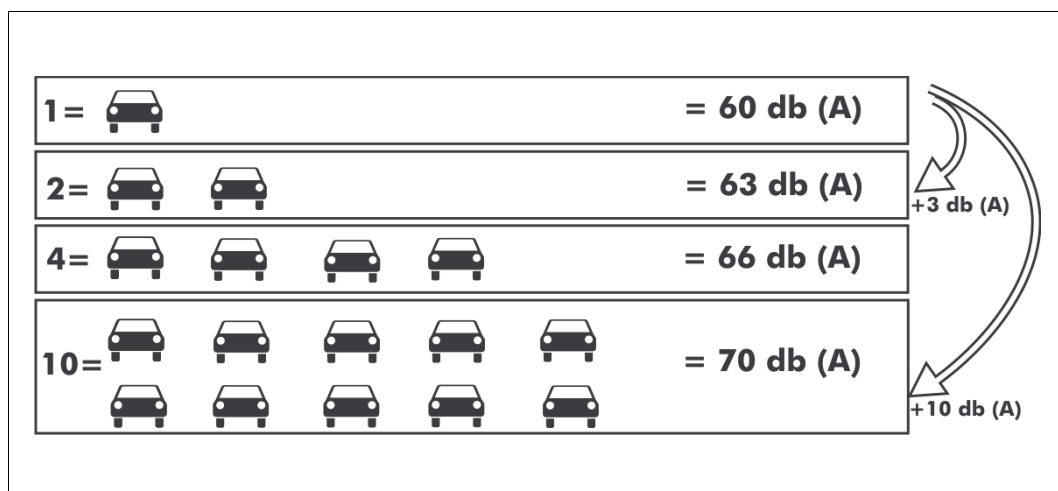 1= = 60 db (A)
2= = 63 db (A)
+3 db (A)
4= = 66 db (A)
10= = 70 db (A)
+10 db (A)